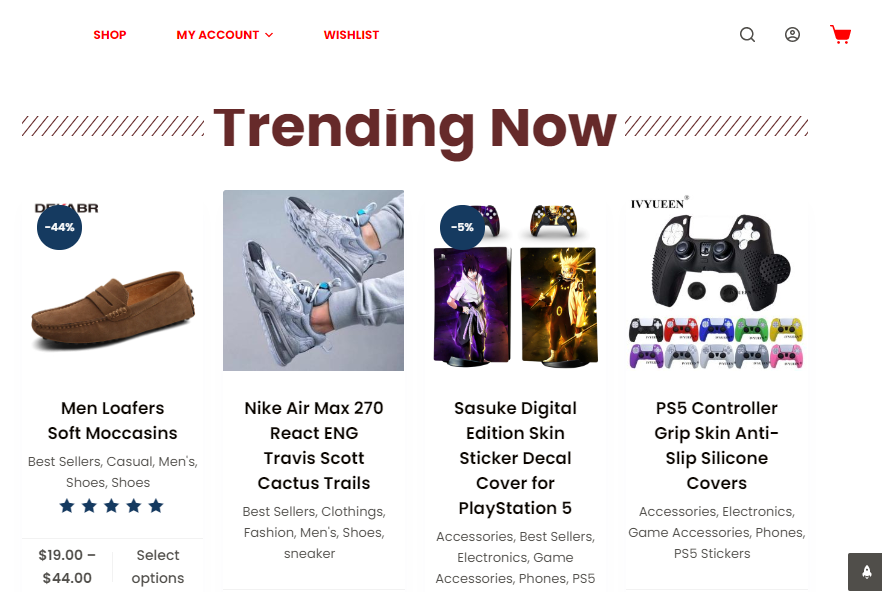 SHOP
MY ACCOUNT
WISHLIST
Trending Now
-44%
-5%
IVYUEEN®
Men Loafers
Soft Moccasins
Best Sellers, Casual, Men's,
Shoes, Shoes
$19.00 –
$44.00
Select
options
Nike Air Max 270
React ENG
Travis Scott
Cactus Trails
Best Sellers, Clothings,
Fashion, Men's, Shoes,
sneaker
Sasuke Digital
Edition Skin
Sticker Decal
Cover for
PlayStation 5
Accessories, Best Sellers,
Electronics, Game
Accessories, Phones, PS5
PS5 Controller
Grip Skin Anti-
Slip Silicone
Covers
Accessories, Electronics,
Game Accessories, Phones,
PS5 Stickers